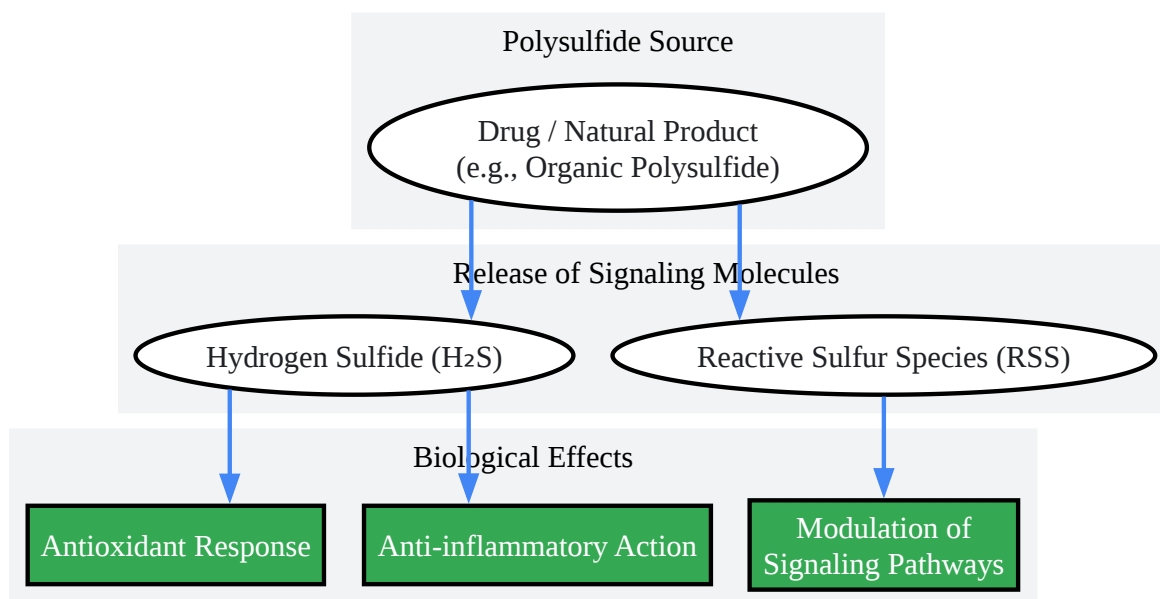 Polysulfide Source
Drug / Natural Product
(e.g., Organic Polysulfide)
Release of Signaling Molecules
Hydrogen Sulfide (H₂S)
Reactive Sulfur Species (RSS)
Biological Effects
Antioxidant Response
Anti-inflammatory Action
Modulation of
Signaling Pathways